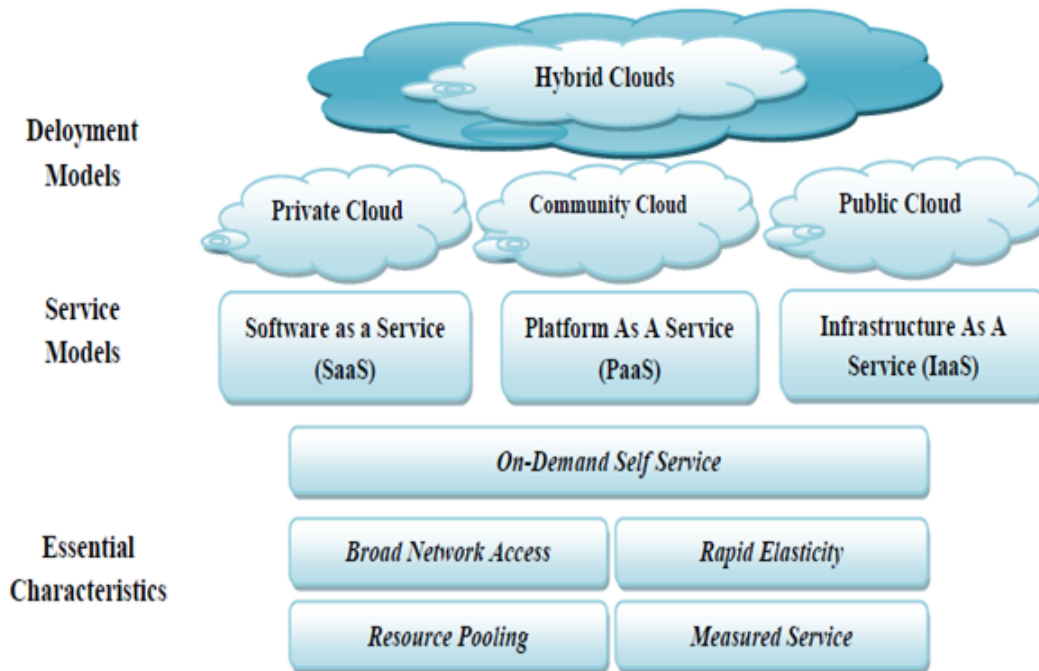 Hybrid Clouds
Deloyment
Models
Private Cloud
Community Cloud
Public Cloud
Service
Models
Software as a Service
(SaaS)
Platform As A Service
(PaaS)
Infrastructure As A
Service (IaaS)
On-Demand Self Service
Essential
Characteristics
Broad Network Access
Rapid Elasticity
Resource Pooling
Measured Service